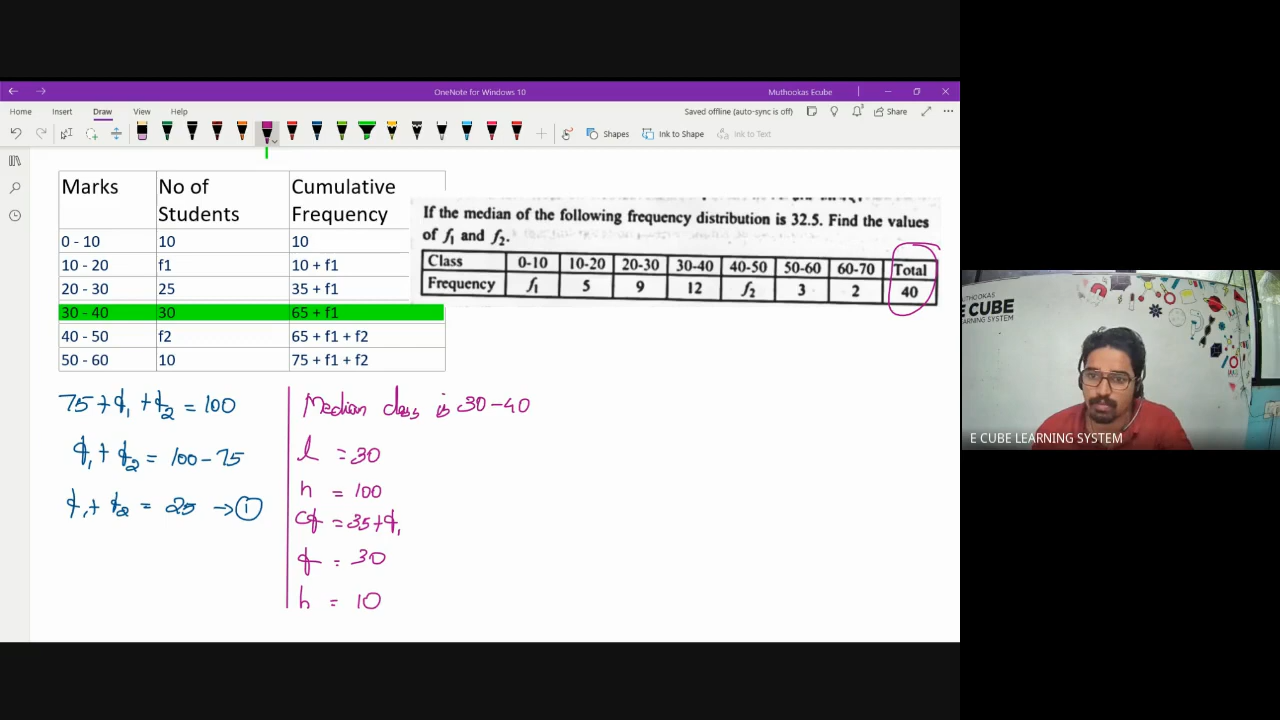 OneNote for Windows 10
Muthookas Ecube
Home Insert Draw View Help
Saved offline (auto-sync is off)
Share
Shapes
Ink to Shape
Ink to Text
Marks No of Students Cumulative Frequency
0 - 10 10 10
10 - 20 f1 10 + f1
20 - 30 25 35 + f1
30 - 40 30 65 + f1
40 - 50 f2 65 + f1 + f2
50 - 60 10 75 + f1 + f2
If the median of the following frequency distribution is 32.5. Find the values
of f₁ and f₂.
Class 0-10 10-20 20-30 30-40 40-50 50-60 60-70 Total
Frequency f₁ 5 9 12 f₂ 3 2 40
75 + f₁ + f₂ = 100
f₁ + f₂ = 100 - 75
f₁ + f₂ = 25 → ①
Median class is 30 - 40
l = 30
n = 100
cf = 35 + f₁
f = 30
h = 10
MUTHOOKAS
E CUBE
LEARNING SYSTEM
E CUBE LEARNING SYSTEM